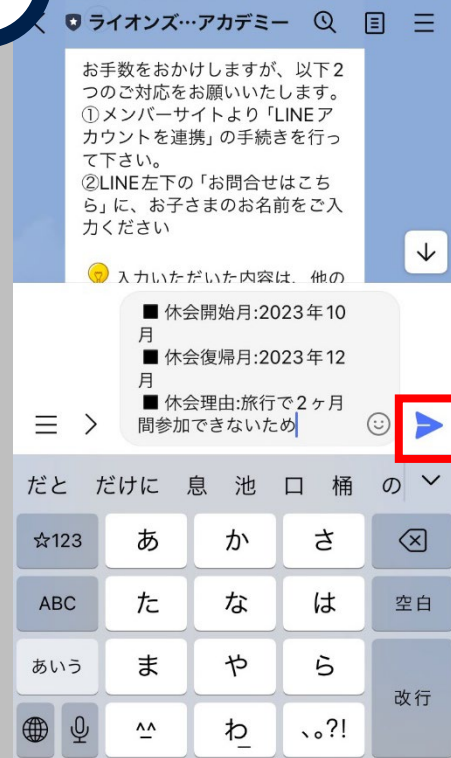 ライオンズ…アカデミー
お手数をおかけしますが、以下2
つのご対応をお願いいたします。
①メンバーサイトより「LINEア
カウントを連携」の手続きを行っ
て下さい。
②LINE左下の「お問合せはこち
ら」に、お子さまのお名前をご入
力ください
入力いただいた内容は、他の
■休会開始月:2023年10
月
■休会復帰月:2023年12
月
■休会理由:旅行で2ヶ月
間参加できないため
だと だけに 息 池 口 桶 の
☆123 あ か さ
ABC た な は 空白
あいう ま や ら
改行
^^ わ 、。?!